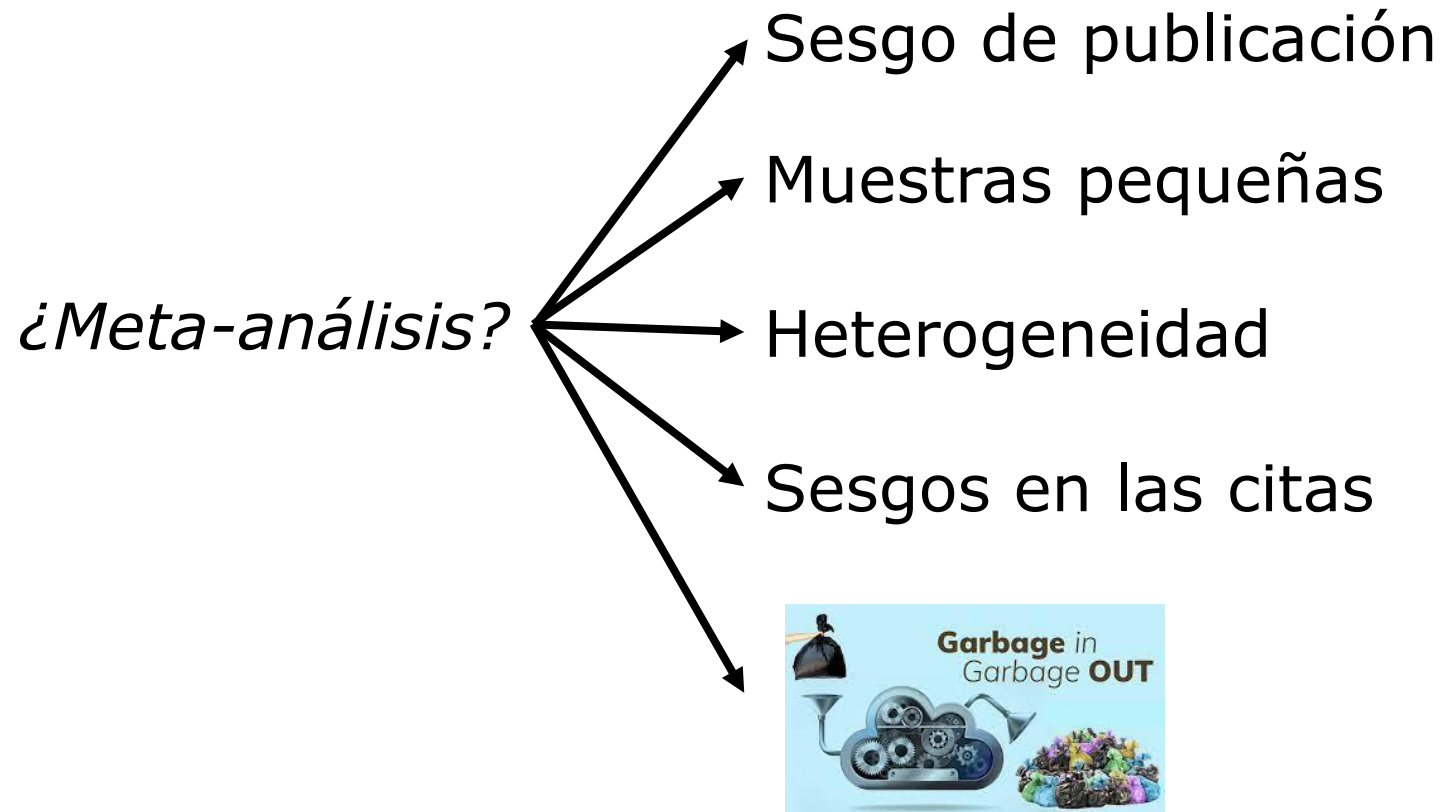 Sesgo de publicación
Muestras pequeñas
¿Meta-análisis?
Heterogeneidad
Sesgos en las citas
Garbage in
Garbage OUT